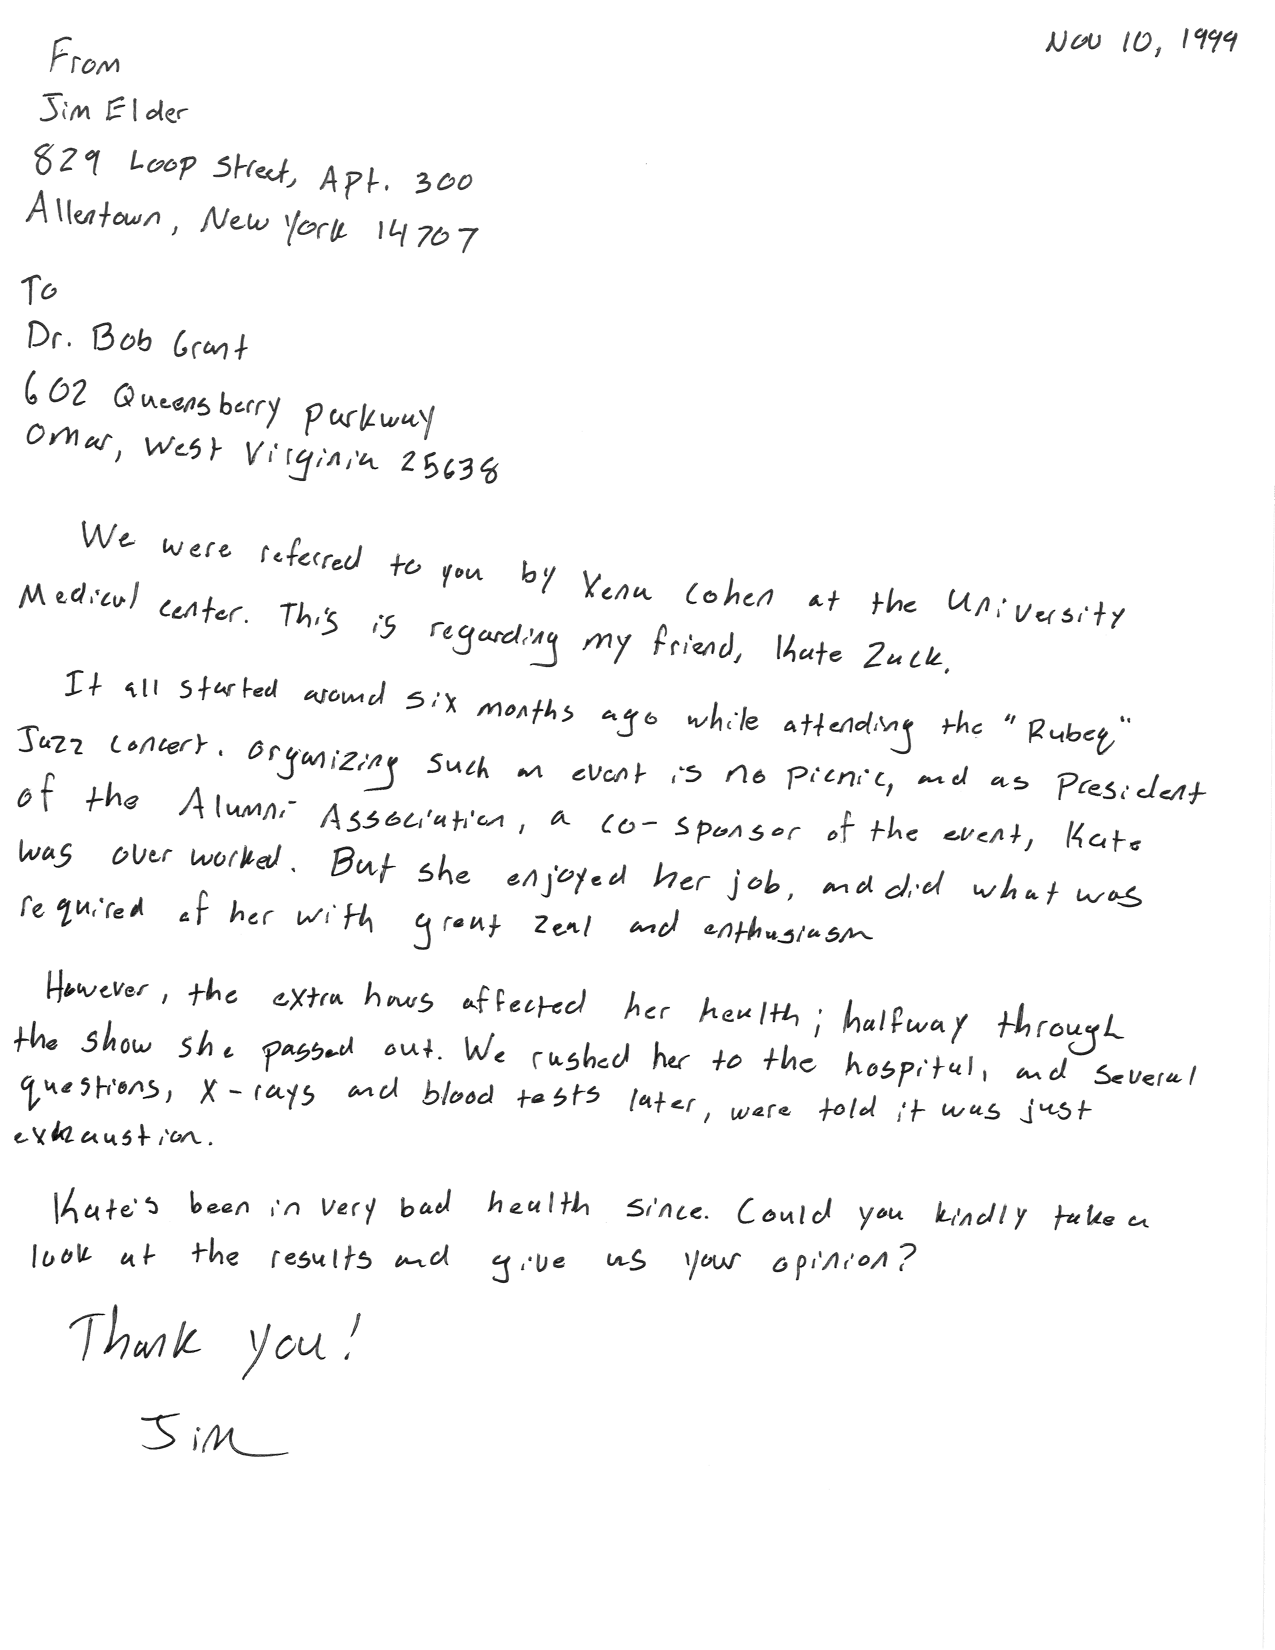 Nov 10, 1999
From
Jim Elder
829 Loop Street, Apt. 300
Allentown, New York 14707
To
Dr. Bob Grant
602 Queensberry Parkway
Omar, West Virginia 25638
We were referred to you by Xena Cohen at the University
Medical center. This is regarding my friend, Kate Zuck.
It all started around six months ago while attending the "Rubeq"
Jazz concert. organizing such an event is no picnic, and as President
of the Alumni Association, a co-sponsor of the event, Kate
was over worked. But she enjoyed her job, and did what was
required of her with great zeal and enthusiasm
However, the extra hours affected her health; halfway through
the show she passed out. We rushed her to the hospital, and several
questions, x-rays and blood tests later, were told it was just
exhaustion.
Kate's been in very bad health since. Could you kindly take a
look at the results and give us your opinion?
Thank you!
Jim